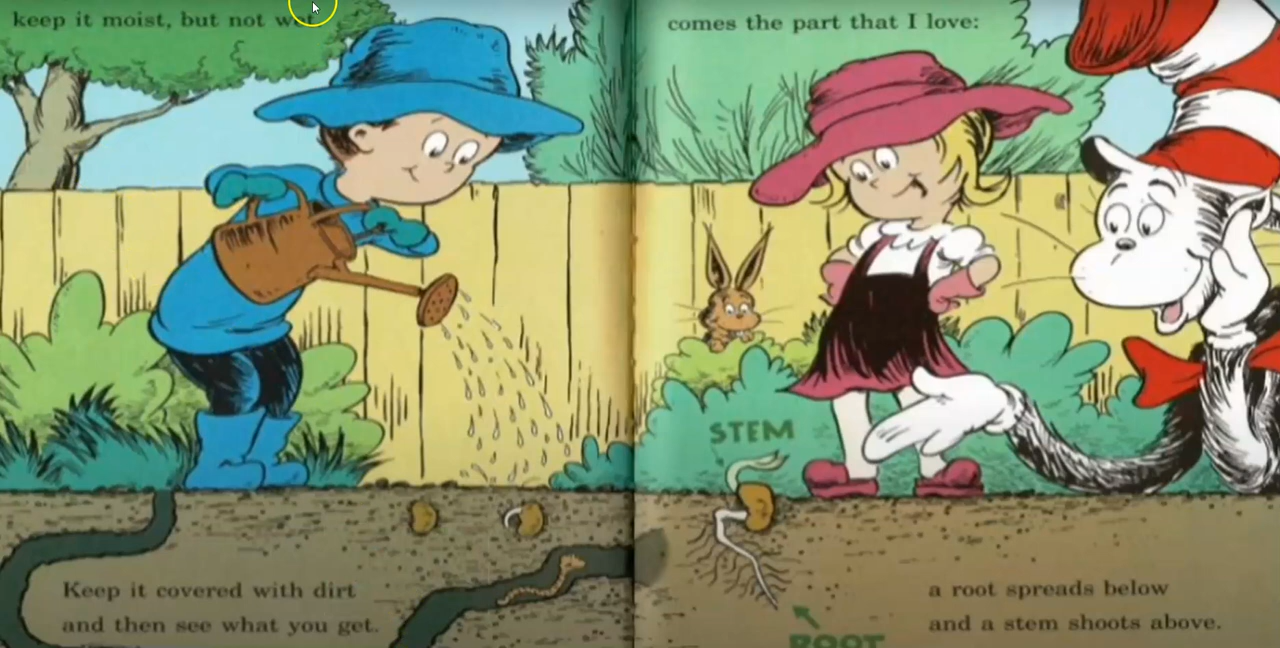 keep it moist, but not wet
Keep it covered with dirt
and then see what you get.
comes the part that I love:
STEM
ROOT
a root spreads below
and a stem shoots above.